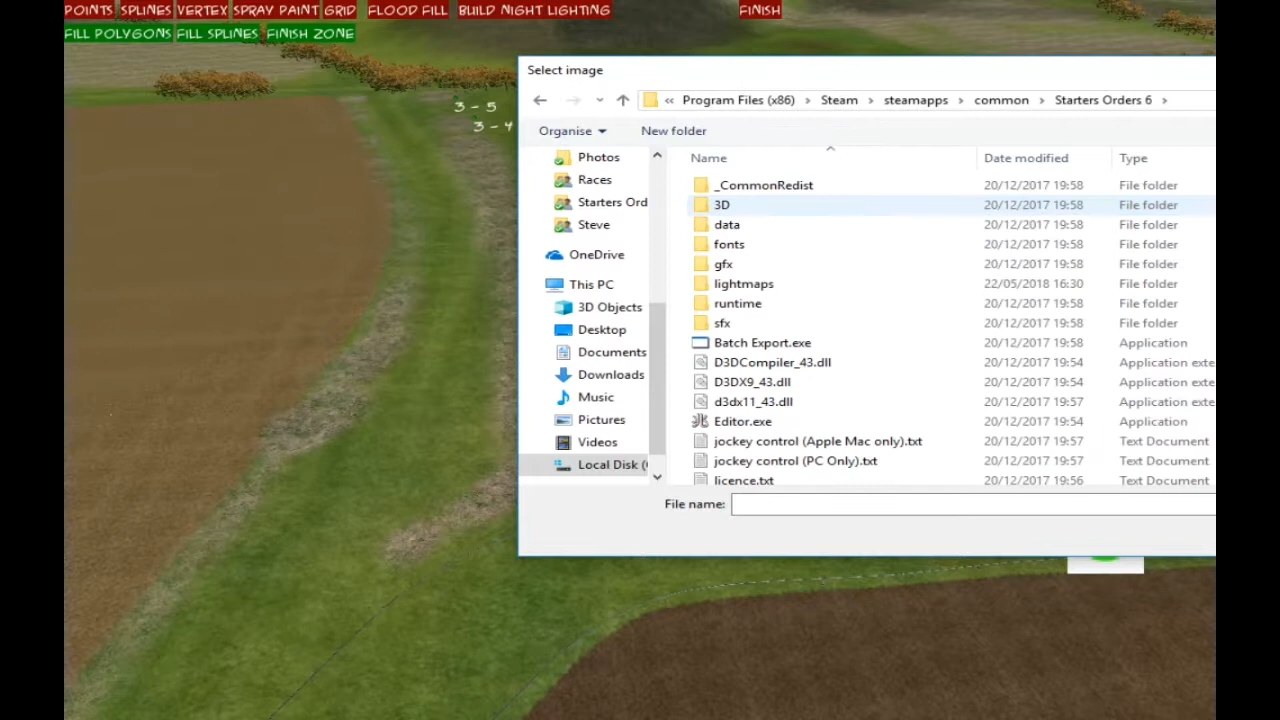 POINTS SPLINES VERTEX SPRAY PAINT GRID FLOOD FILL BUILD NIGHT LIGHTING FINISH
FILL POLYGONS FILL SPLINES FINISH ZONE
3 - 5
3 - 4
Select image
« Program Files (x86) › Steam › steamapps › common › Starters Orders 6 ›
Organise New folder
Photos
Races
Starters Ord
Steve
OneDrive
This PC
3D Objects
Desktop
Documents
Downloads
Music
Pictures
Videos
Local Disk (
Name Date modified Type
_CommonRedist 20/12/2017 19:58 File folder
3D 20/12/2017 19:58 File folder
data 20/12/2017 19:58 File folder
fonts 20/12/2017 19:58 File folder
gfx 20/12/2017 19:58 File folder
lightmaps 22/05/2018 16:30 File folder
runtime 20/12/2017 19:58 File folder
sfx 20/12/2017 19:58 File folder
Batch Export.exe 20/12/2017 19:58 Application
D3DCompiler_43.dll 20/12/2017 19:54 Application exte
D3DX9_43.dll 20/12/2017 19:54 Application exte
d3dx11_43.dll 20/12/2017 19:57 Application exte
Editor.exe 20/12/2017 19:58 Application
jockey control (Apple Mac only).txt 20/12/2017 19:57 Text Document
jockey control (PC Only).txt 20/12/2017 19:57 Text Document
licence.txt 20/12/2017 19:56 Text Document
File name: